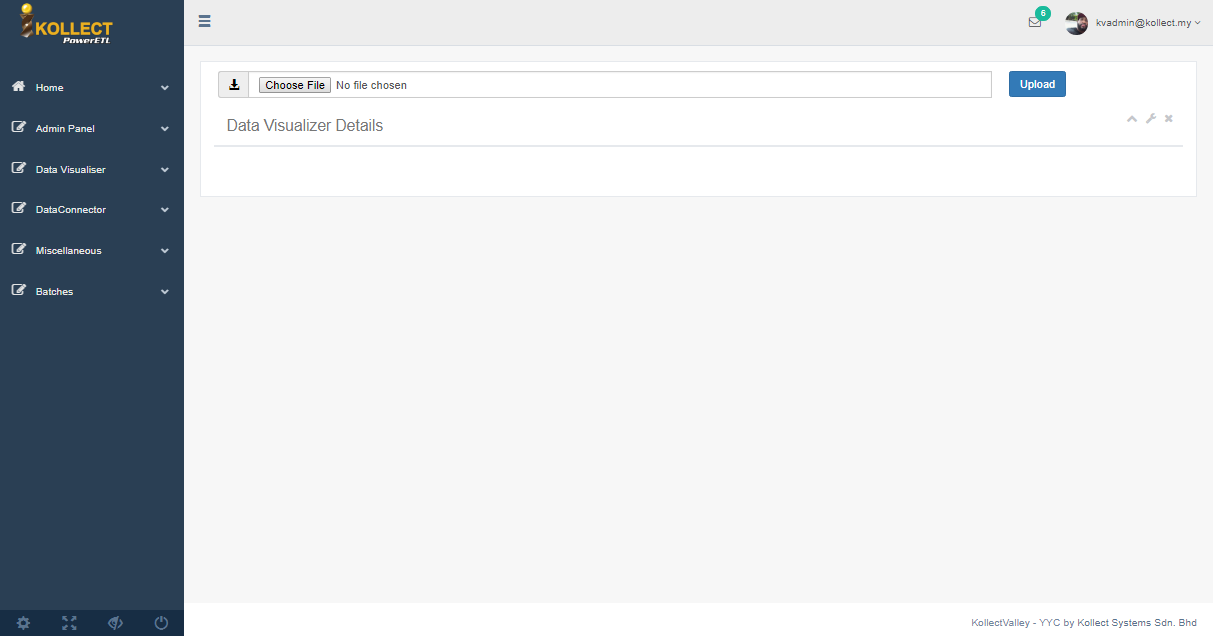 KOLLECT
PowerETL
6
kvadmin@kollect.my
Home
Admin Panel
Data Visualiser
DataConnector
Miscellaneous
Batches
Choose File No file chosen
Upload
Data Visualizer Details
KollectValley - YYC by Kollect Systems Sdn. Bhd